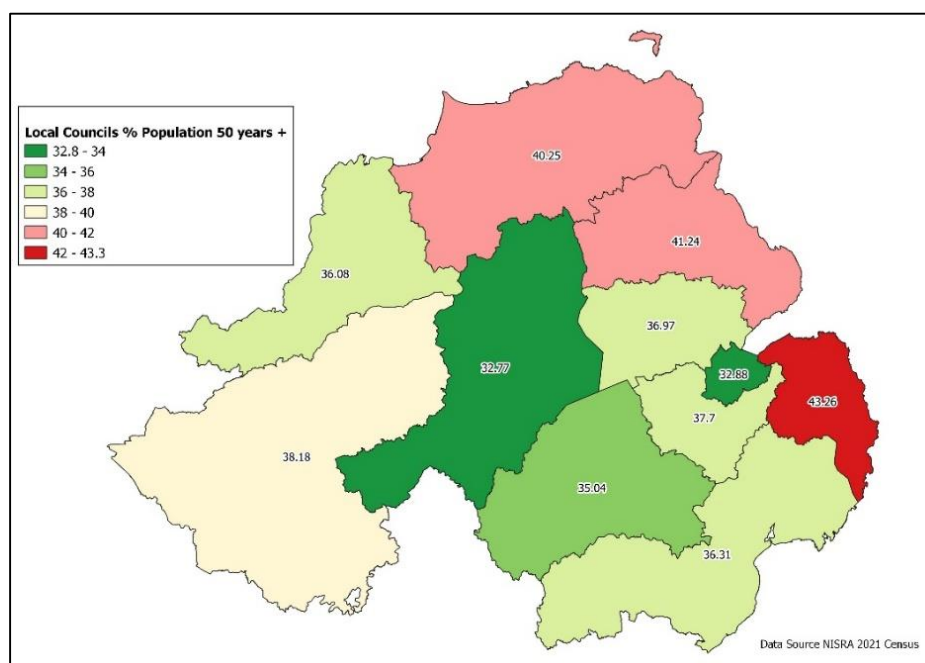 Local Councils % Population 50 years +
32.8 - 34
34 - 36
36 - 38
38 - 40
40 - 42
42 - 43.3
40.25
41.24
36.08
36.97
32.77
32.88
43.26
37.7
38.18
35.04
36.31
Data Source NISRA 2021 Census